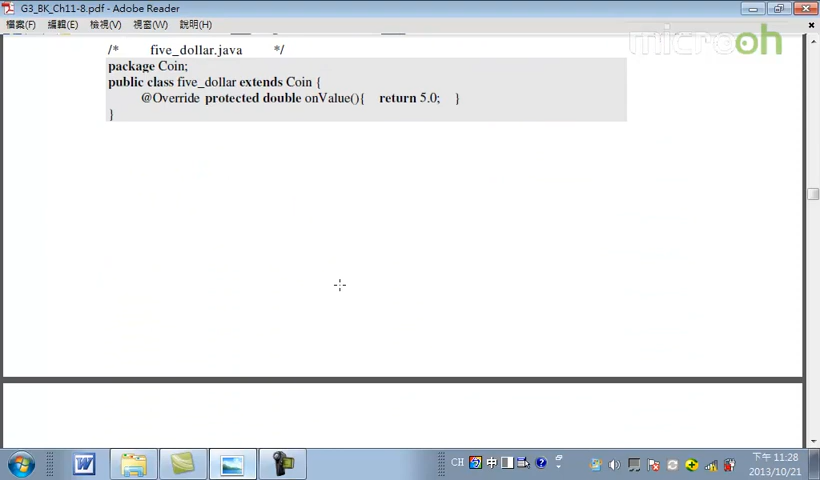 G3_BK_Ch11-8.pdf - Adobe Reader
檔案(F) 編輯(E) 檢視(V) 視窗(W) 說明(H)
microoh
/* five_dollar.java */
package Coin;
public class five_dollar extends Coin {
@Override protected double onValue(){ return 5.0; }
}
CH 中
下午 11:28
2013/10/21